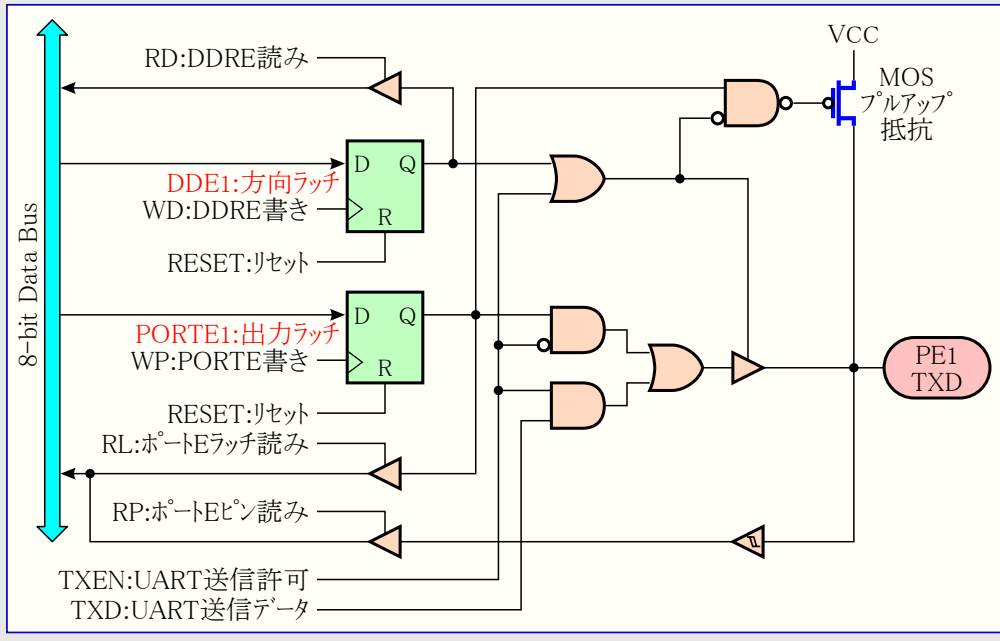 VCC
RD:DDRE読み
MOS
プルアップ
抵抗
D
Q
DDE1:方向ラッチ
WD:DDRE書き
R
RESET:リセット
8-bit Data Bus
D
Q
PORTE1:出力ラッチ
WP:PORTE書き
R
PE1
TXD
RESET:リセット
RL:ポートEラッチ読み
RP:ポートEピン読み
TXEN:UART送信許可
TXD:UART送信データ